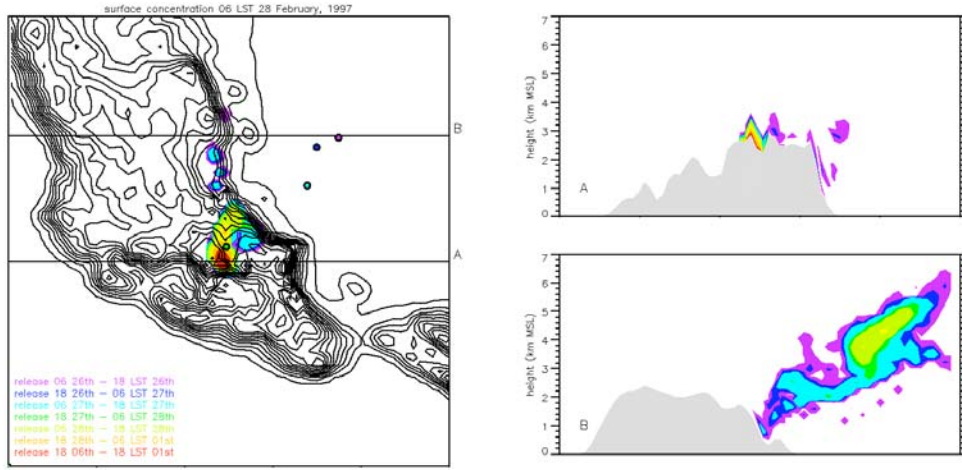 surface concentration 06 LST 28 February, 1997
B
A
release 06 26th – 18 LST 26th
release 18 26th – 06 LST 27th
release 06 27th – 18 LST 27th
release 18 27th – 06 LST 28th
release 06 28th – 18 LST 28th
release 18 28th – 06 LST 01st
release 18 06th – 18 LST 01st
7
6
5
4
3
2
1
0
height (km MSL)
A
7
6
5
4
3
2
1
0
height (km MSL)
B